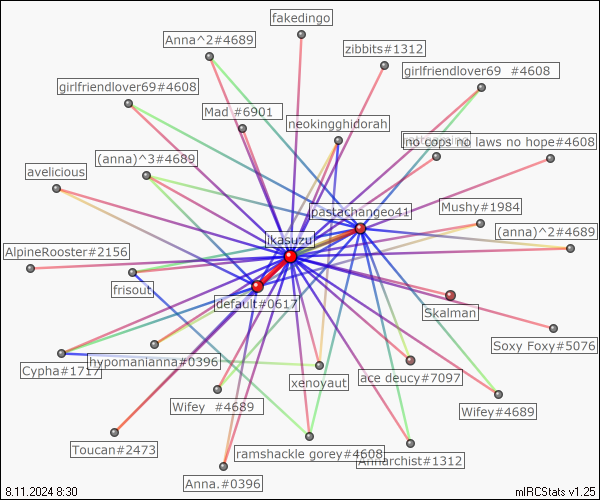 fakedingo
Anna^2#4689
zibbits#1312
girlfriendlover69 #4608
girlfriendlover69#4608
Mad #6901
neokingghidorah
no cops no laws no hope#4608
(anna)^3#4689
avelicious
pastachangeo41
Mushy#1984
(anna)^2#4689
ikasuzu
AlpineRooster#2156
frisout
default#0617
Skalman
Soxy Foxy#5076
Cypha#1717
hypomanianna#0396
xenoyaut
ace deucy#7097
Wifey #4689
Wifey#4689
Toucan#2473
ramshackle gorey#4608
Annarchist#1312
Anna.#0396
8.11.2024 8:30
mIRCStats v1.25